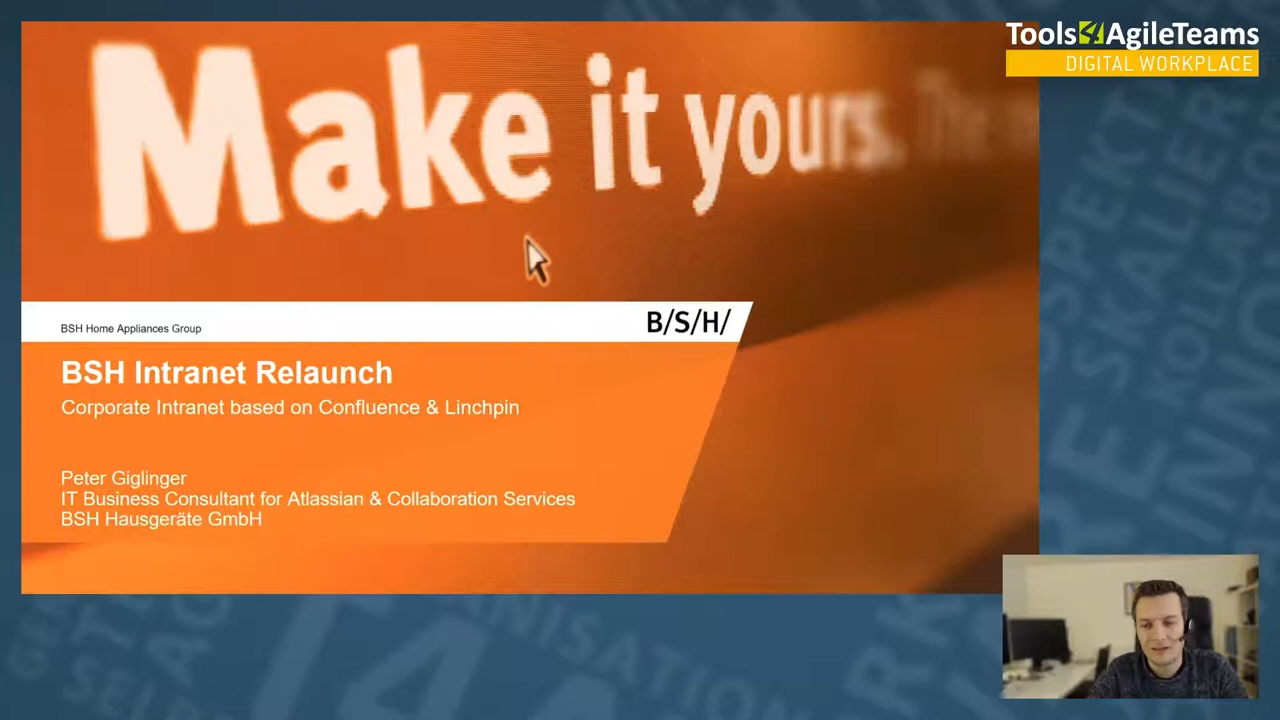 Tools4AgileTeams
DIGITAL WORKPLACE
Make it yours. The
BSH Home Appliances Group
B/S/H/
BSH Intranet Relaunch
Corporate Intranet based on Confluence & Linchpin
Peter Giglinger
IT Business Consultant for Atlassian & Collaboration Services
BSH Hausgeräte GmbH